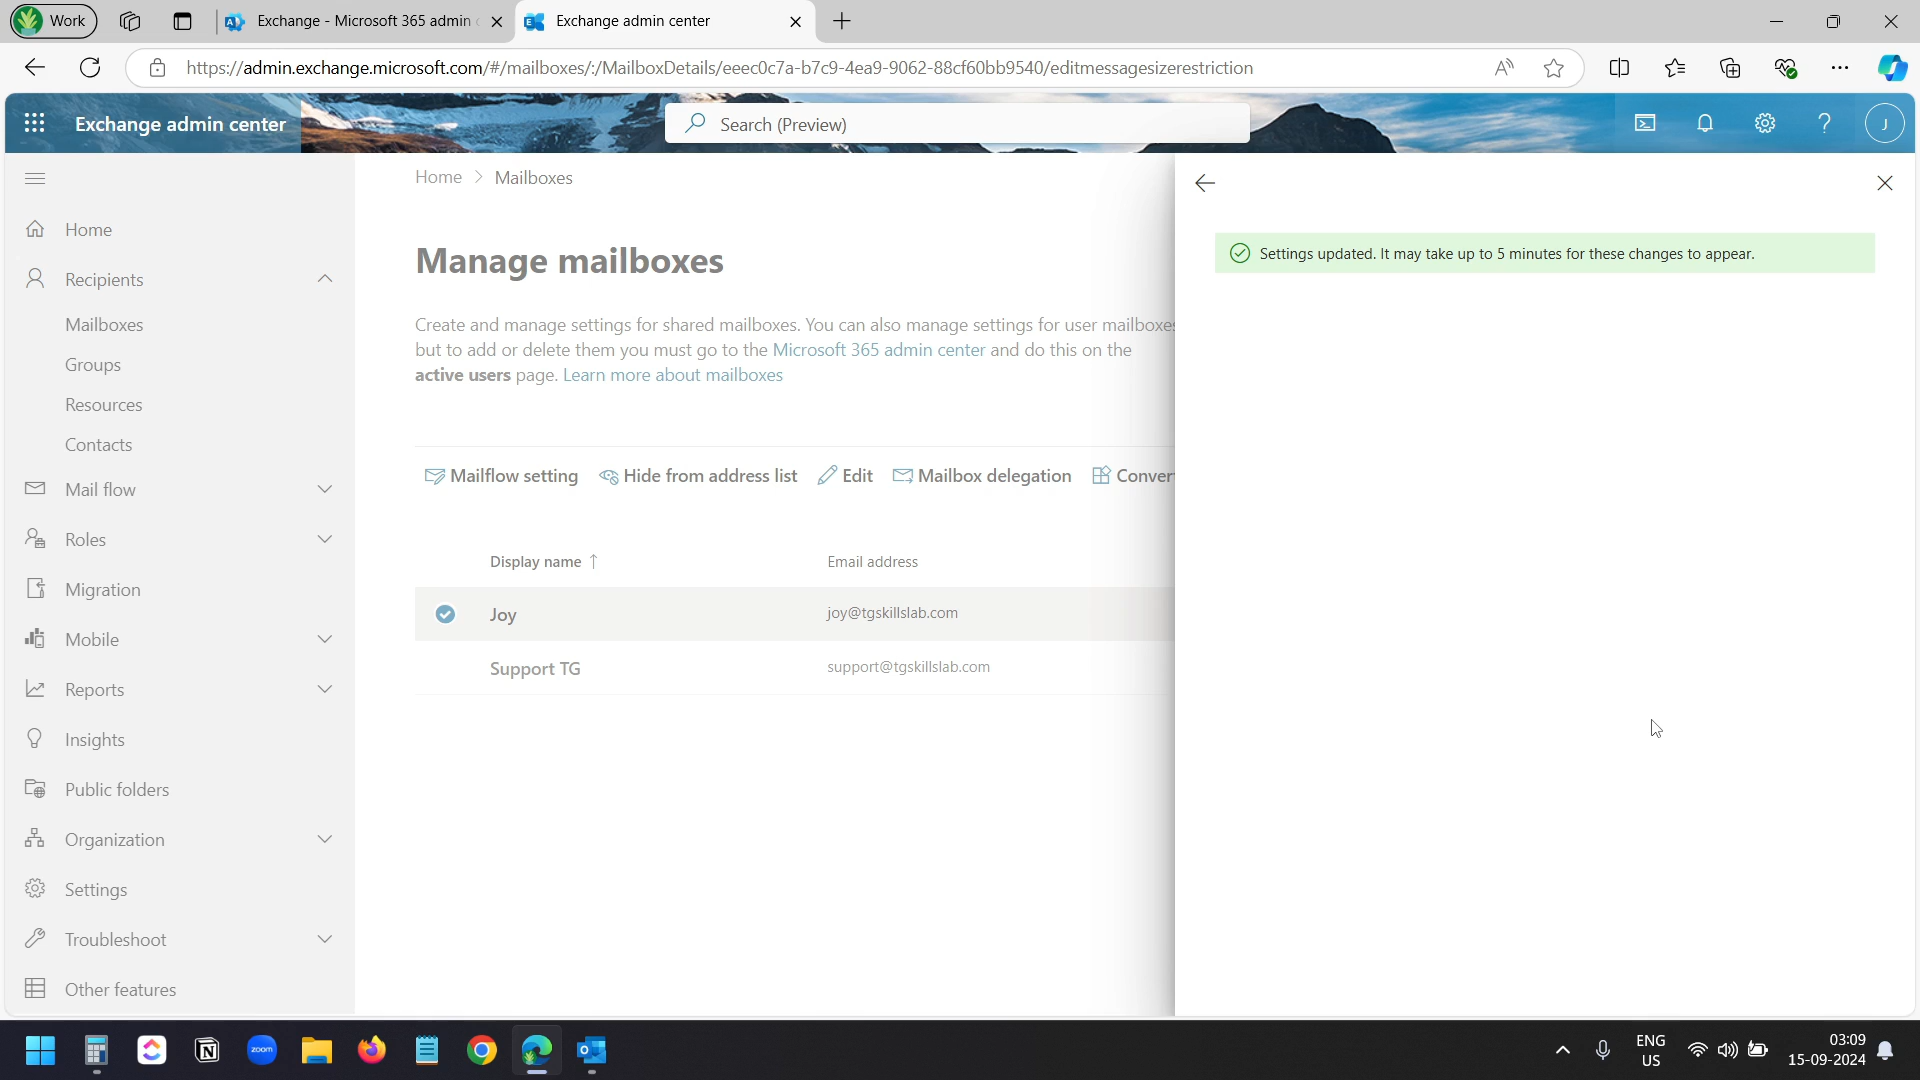 Work
Exchange - Microsoft 365 admin
Exchange admin center
https://admin.exchange.microsoft.com/#/mailboxes/:/MailboxDetails/eeec0c7a-b7c9-4ea9-9062-88cf60bb9540/editmessagesizerestriction
Exchange admin center
Search (Preview)
J
Home > Mailboxes
Home
Recipients
Mailboxes
Groups
Resources
Contacts
Mail flow
Roles
Migration
Mobile
Reports
Insights
Public folders
Organization
Settings
Troubleshoot
Other features
Manage mailboxes
Create and manage settings for shared mailboxes. You can also manage settings for user mailboxes
but to add or delete them you must go to the Microsoft 365 admin center and do this on the
active users page. Learn more about mailboxes
Mailflow setting Hide from address list Edit Mailbox delegation Conver
Display name ↑ Email address
Joy joy@tgskillslab.com
Support TG support@tgskillslab.com
Settings updated. It may take up to 5 minutes for these changes to appear.
zoom
ENG
US
03:09
15-09-2024